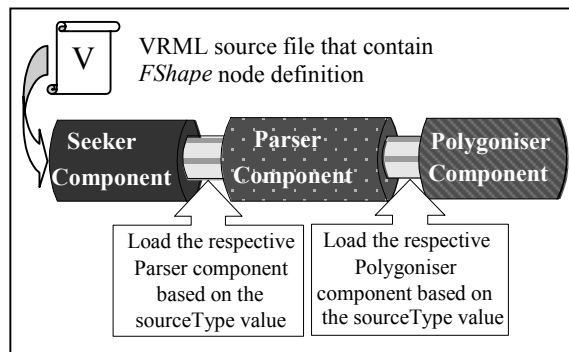 V
VRML source file that contain
FShape node definition
Seeker
Component
Parser
Component
Polygoniser
Component
Load the respective
Parser component
based on the
sourceType value
Load the respective
Polygoniser
component based on
the sourceType value